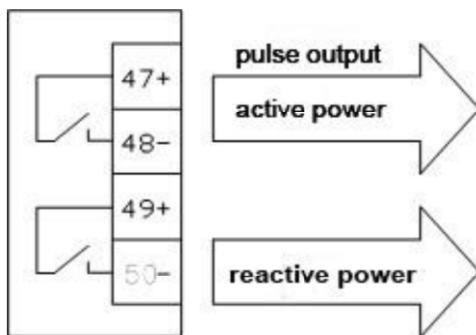 47+
48-
49+
50-
pulse output
active power
reactive power